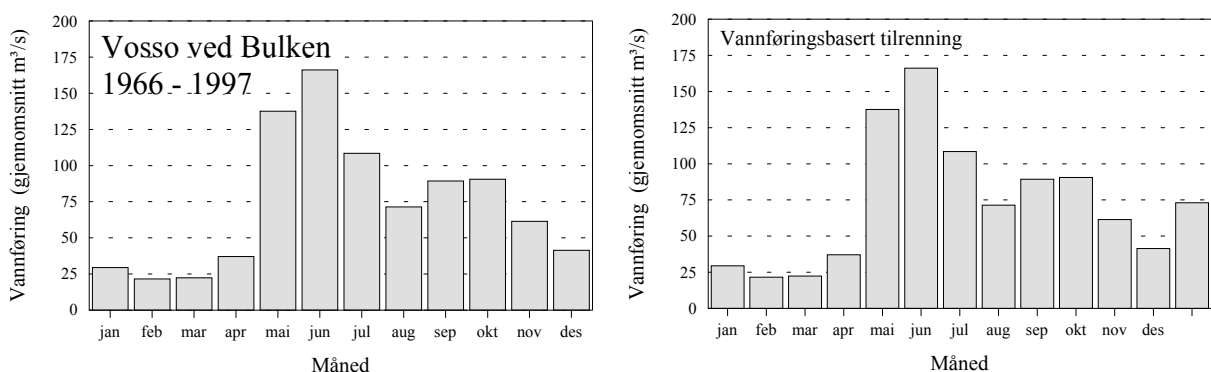 Vosso ved Bulken
1966 - 1997
Vannføring (gjennomsnitt m³/s)
200
175
150
125
100
75
50
25
0
jan feb mar apr mai jun jul aug sep okt nov des
Måned
Vannføringsbasert tilrenning
Vannføring (gjennomsnitt m³/s)
200
175
150
125
100
75
50
25
0
jan feb mar apr mai jun jul aug sep okt nov des
Måned